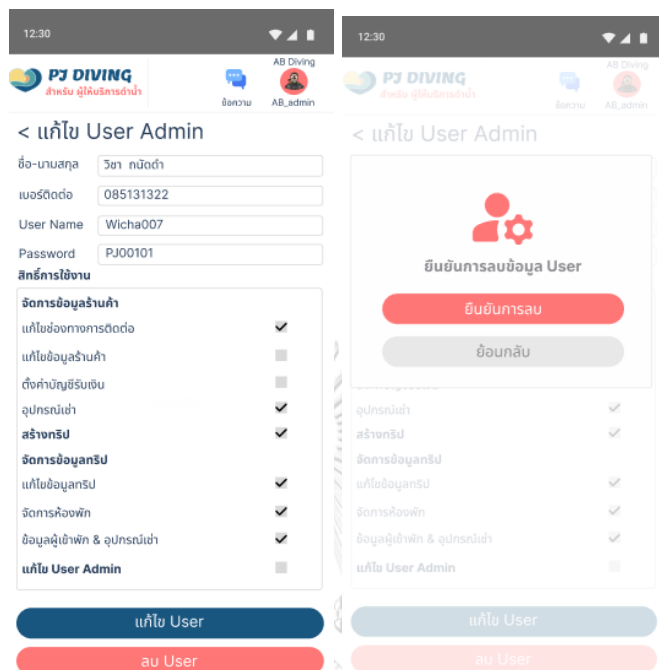 12:30
PJ DIVING
สำหรับ ผู้ให้บริการดำน้ำ
ข้อความ
AB Diving
AB_admin
< แก้ไข User Admin
ชื่อ-นามสกุล วิชา ถนัดดำ
เบอร์ติดต่อ 085131322
User Name Wicha007
Password PJ00101
สิทธิ์การใช้งาน
จัดการข้อมูลร้านค้า
แก้ไขช่องทางการติดต่อ
แก้ไขข้อมูลร้านค้า
ตั้งค่าบัญชีรับเงิน
อุปกรณ์เช่า
สร้างทริป
จัดการข้อมูลทริป
แก้ไขข้อมูลทริป
จัดการห้องพัก
ข้อมูลผู้เข้าพัก & อุปกรณ์เช่า
แก้ไข User Admin
แก้ไข User
ลบ User
12:30
PJ DIVING
สำหรับ ผู้ให้บริการดำน้ำ
ข้อความ
AB Diving
AB_admin
< แก้ไข User Admin
ยืนยันการลบข้อมูล User
ยืนยันการลบ
ย้อนกลับ
อุปกรณ์เช่า
สร้างทริป
จัดการข้อมูลทริป
แก้ไขข้อมูลทริป
จัดการห้องพัก
ข้อมูลผู้เข้าพัก & อุปกรณ์เช่า
แก้ไข User Admin
แก้ไข User
ลบ User